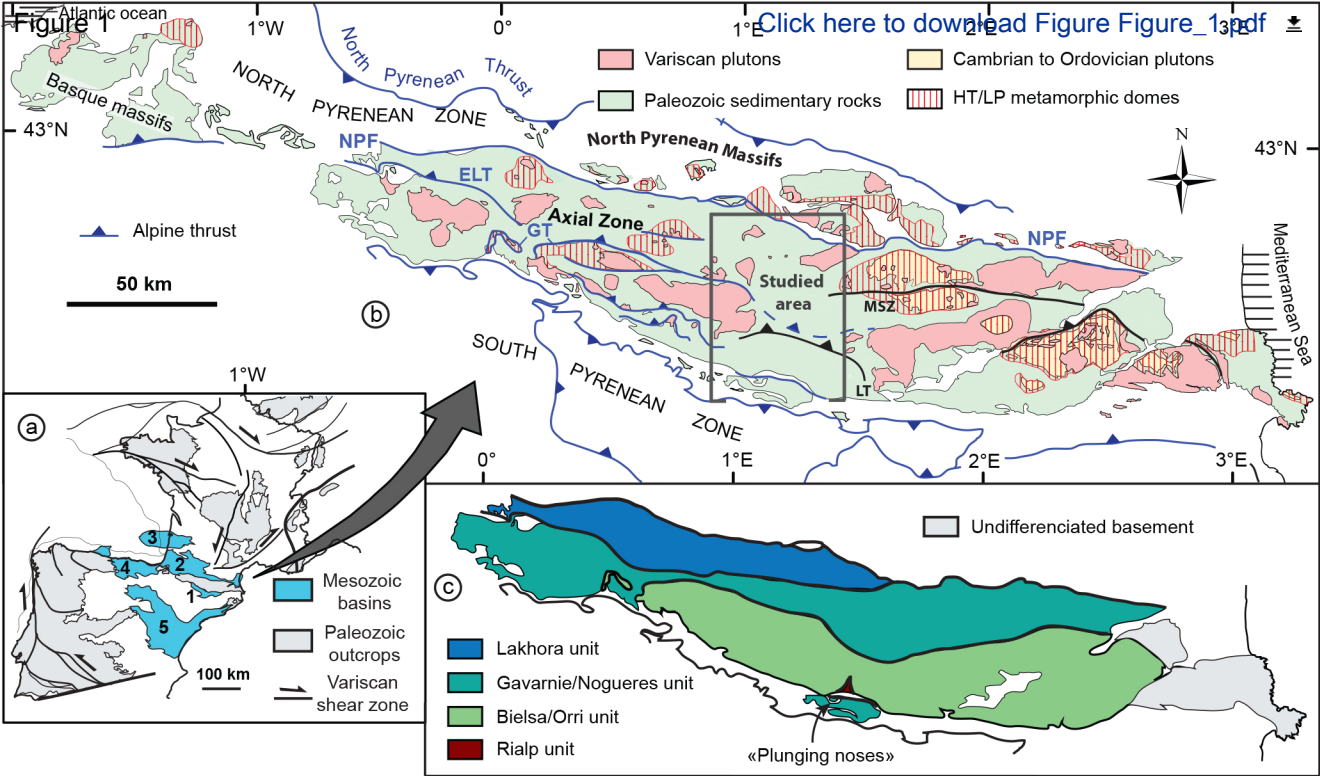 Figure 1
Click here to download Figure Figure_1.pdf
Atlantic ocean
1°W
0°
1°E
2°E
3°E
Variscan plutons
Cambrian to Ordovician plutons
Paleozoic sedimentary rocks
HT/LP metamorphic domes
North Pyrenean Thrust
NORTH PYRENEAN ZONE
Basque massifs
43°N
43°N
N
North Pyrenean Massifs
NPF
ELT
Axial Zone
GT
NPF
Alpine thrust
50 km
b
Studied
area
MSZ
LT
Mediterranean Sea
SOUTH PYRENEAN ZONE
1°W
0°
1°E
2°E
3°E
a
3
2
4
1
5
Mesozoic
basins
Paleozoic
outcrops
Variscan
shear zone
100 km
c
Undifferenciated basement
Lakhora unit
Gavarnie/Nogueres unit
Bielsa/Orri unit
Rialp unit
«Plunging noses»